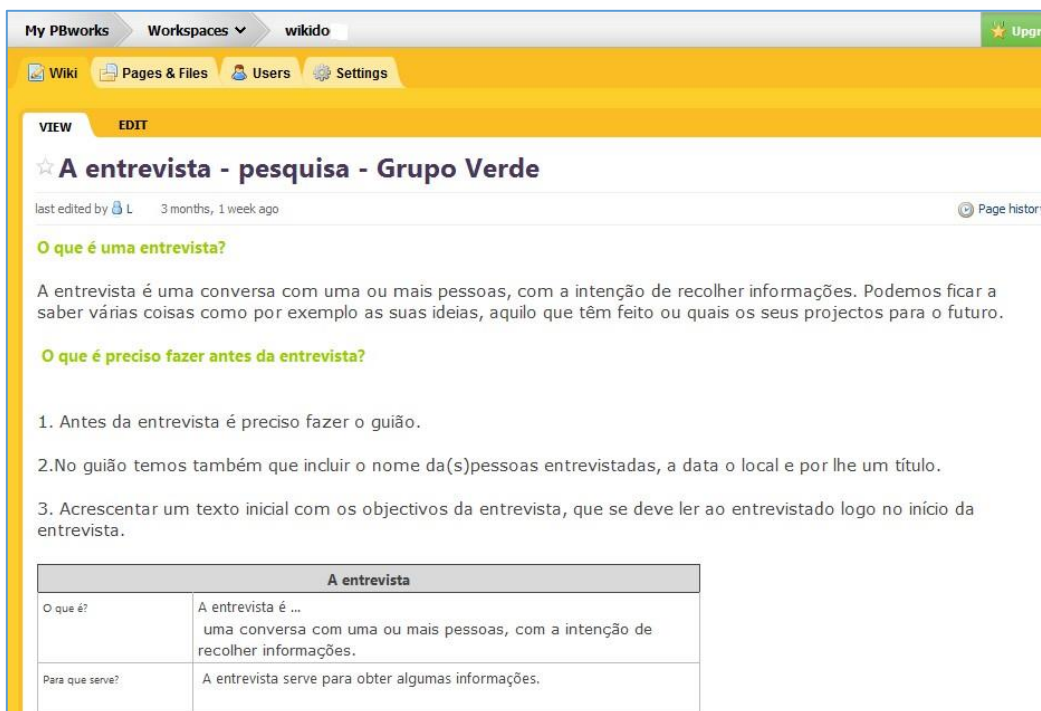 My PBworks Workspaces wikido
Upgr
Wiki Pages & Files Users Settings
VIEW EDIT
A entrevista - pesquisa - Grupo Verde
last edited by L 3 months, 1 week ago Page histor
O que é uma entrevista?
A entrevista é uma conversa com uma ou mais pessoas, com a intenção de recolher informações. Podemos ficar a
saber várias coisas como por exemplo as suas ideias, aquilo que têm feito ou quais os seus projectos para o futuro.
O que é preciso fazer antes da entrevista?
1. Antes da entrevista é preciso fazer o guião.
2.No guião temos também que incluir o nome da(s)pessoas entrevistadas, a data o local e por lhe um título.
3. Acrescentar um texto inicial com os objectivos da entrevista, que se deve ler ao entrevistado logo no início da
entrevista.
A entrevista
O que é? A entrevista é ...
uma conversa com uma ou mais pessoas, com a intenção de
recolher informações.
Para que serve? A entrevista serve para obter algumas informações.